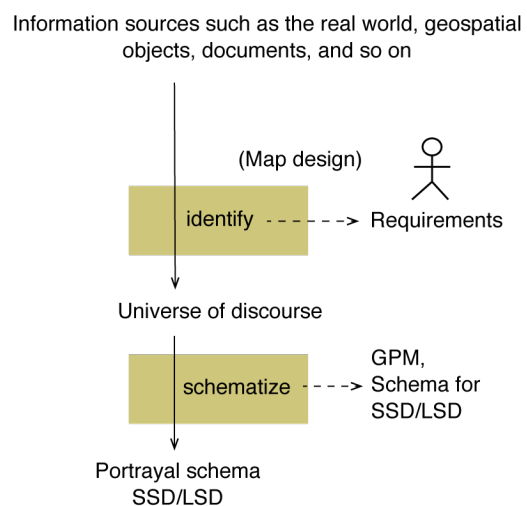 Information sources such as the real world, geospatial
objects, documents, and so on
(Map design)
identify
Requirements
Universe of discourse
schematize
GPM,
Schema for
SSD/LSD
Portrayal schema
SSD/LSD